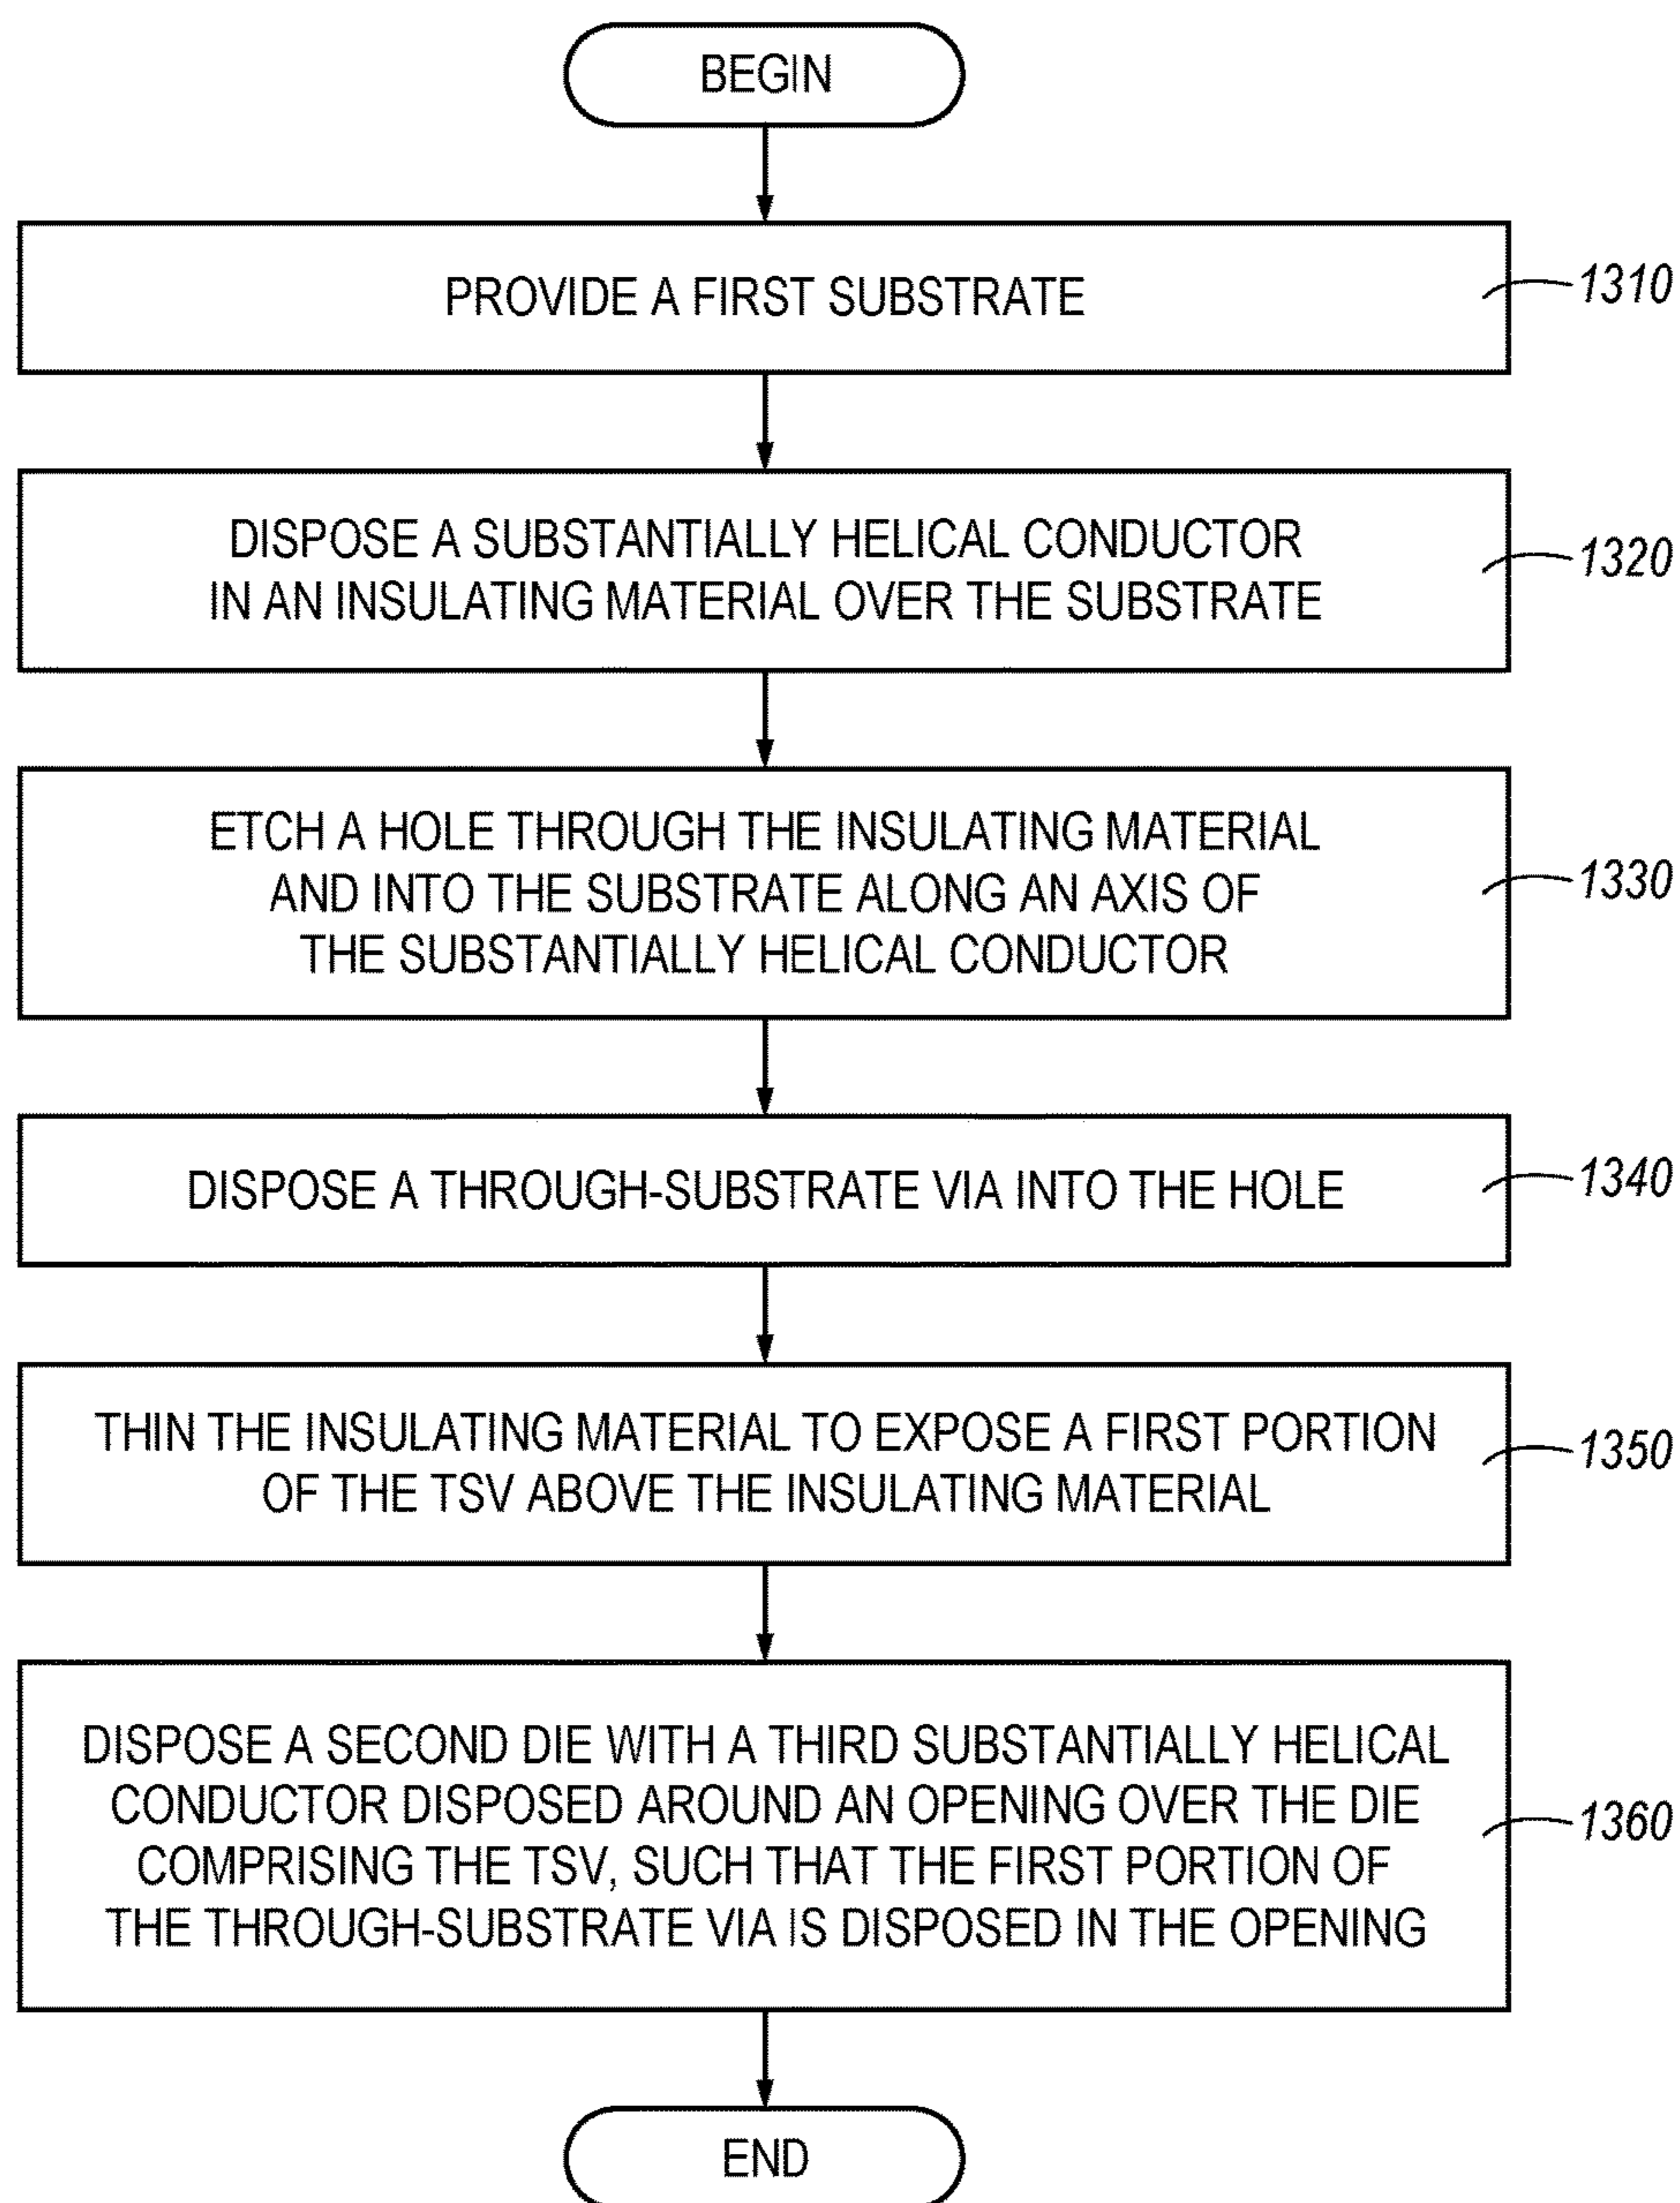 BEGIN
PROVIDE A FIRST SUBSTRATE
1310
DISPOSE A SUBSTANTIALLY HELICAL CONDUCTOR
IN AN INSULATING MATERIAL OVER THE SUBSTRATE
1320
ETCH A HOLE THROUGH THE INSULATING MATERIAL
AND INTO THE SUBSTRATE ALONG AN AXIS OF
THE SUBSTANTIALLY HELICAL CONDUCTOR
1330
DISPOSE A THROUGH-SUBSTRATE VIA INTO THE HOLE
1340
THIN THE INSULATING MATERIAL TO EXPOSE A FIRST PORTION
OF THE TSV ABOVE THE INSULATING MATERIAL
1350
DISPOSE A SECOND DIE WITH A THIRD SUBSTANTIALLY HELICAL
CONDUCTOR DISPOSED AROUND AN OPENING OVER THE DIE
COMPRISING THE TSV, SUCH THAT THE FIRST PORTION OF
THE THROUGH-SUBSTRATE VIA IS DISPOSED IN THE OPENING
1360
END